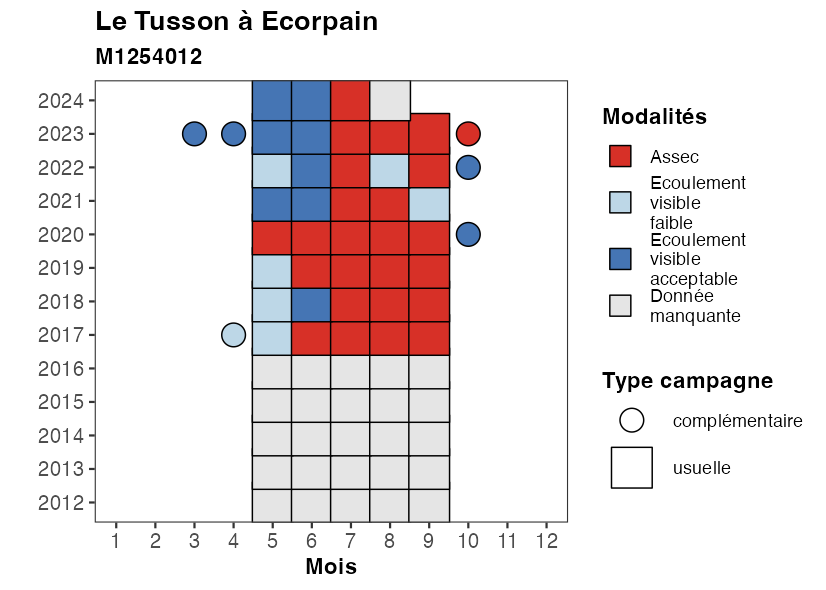 Le Tusson à Ecorpain
M1254012
2024
2023
2022
2021
2020
2019
2018
2017
2016
2015
2014
2013
2012
1 2 3 4 5 6 7 8 9 10 11 12
Mois
Modalités
Assec
Ecoulement
visible
faible
Ecoulement
visible
acceptable
Donnée
manquante
Type campagne
complémentaire
usuelle